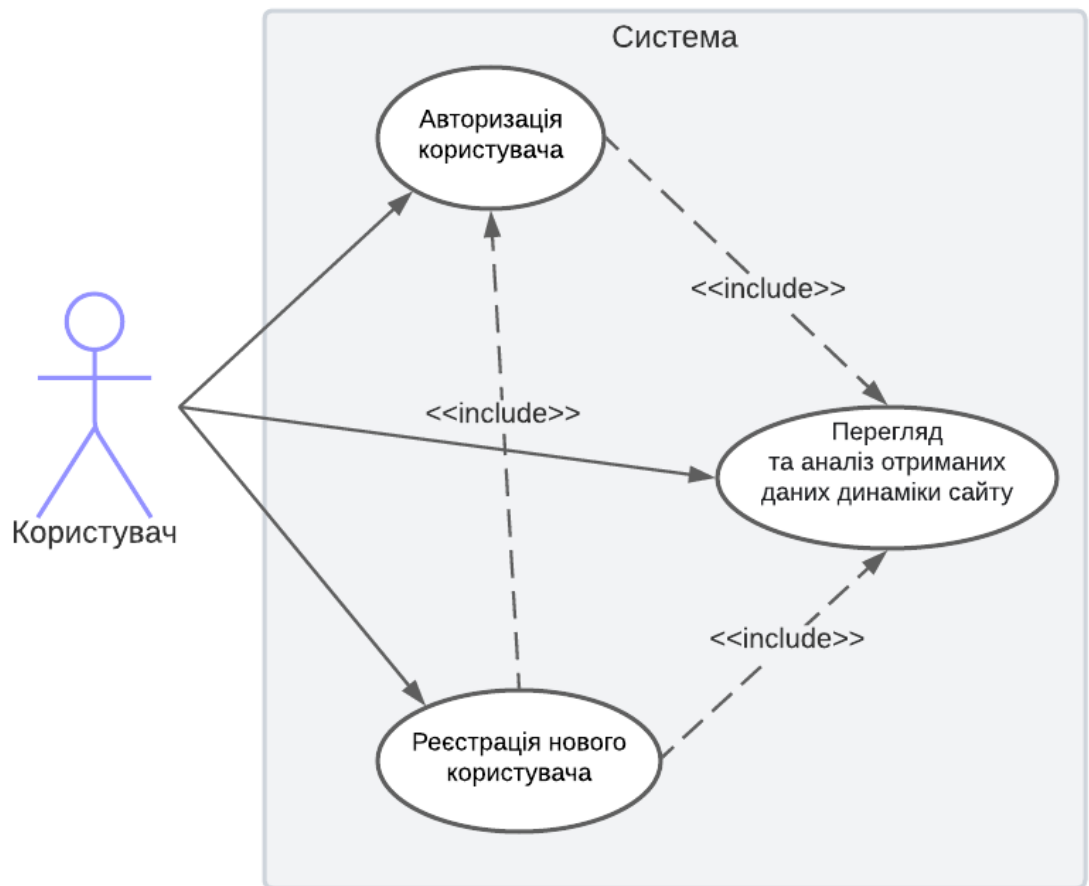 Система
Авторизація
користувача
<<include>>
<<include>>
Перегляд
та аналіз отриманих
даних динаміки сайту
Користувач
<<include>>
Реєстрація нового
користувача